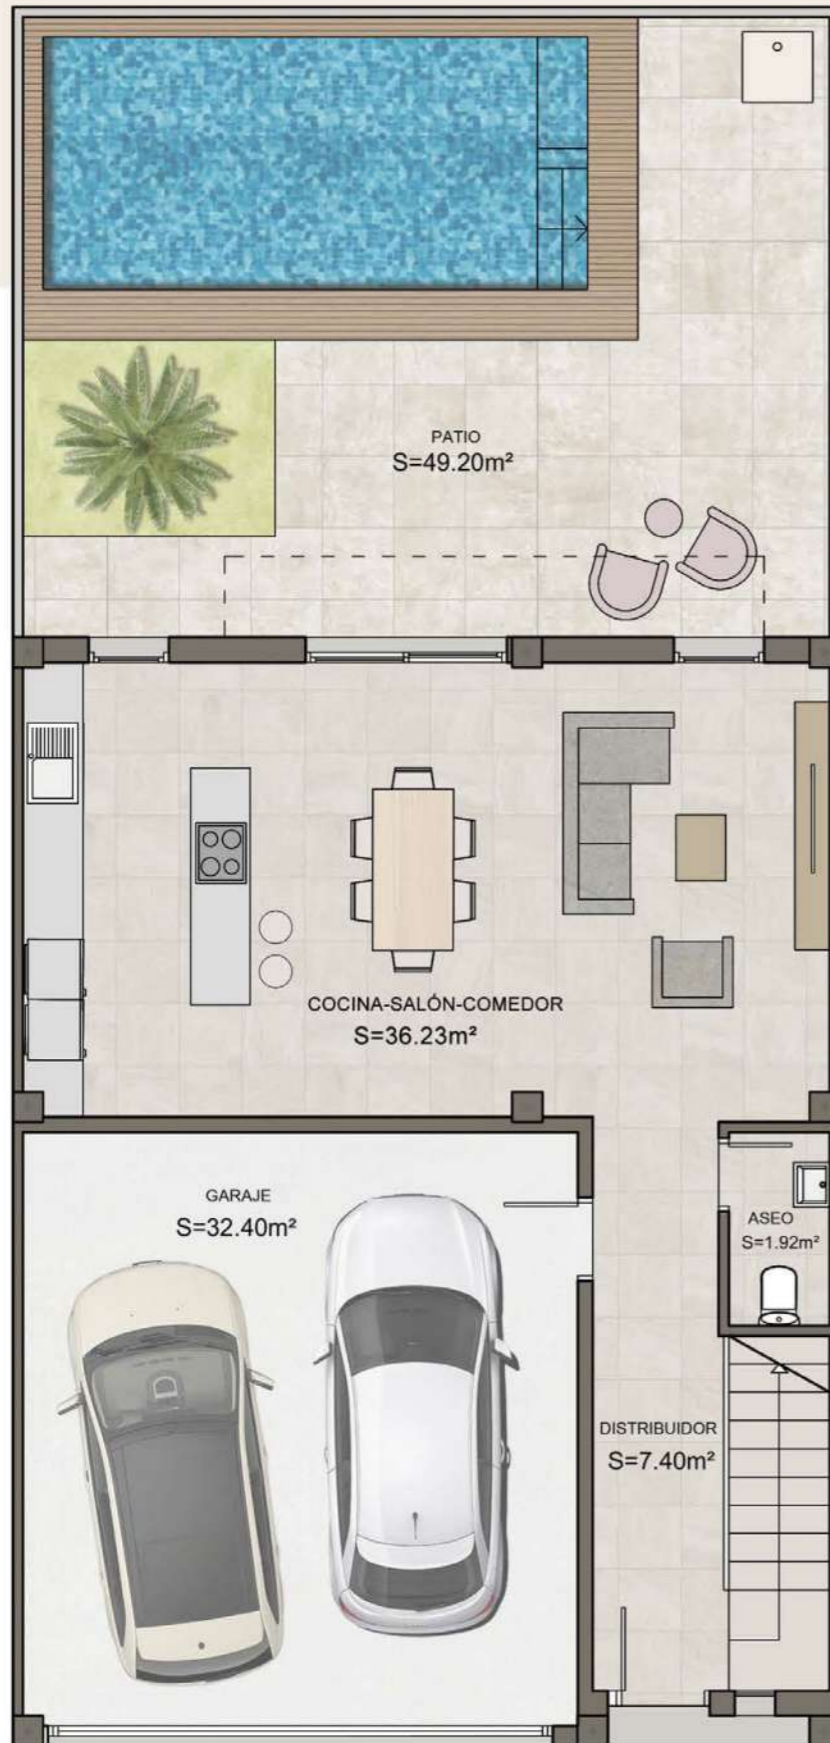 PATIO
S=49.20m²
COCINA-SALÓN-COMEDOR
S=36.23m²
GARAJE
S=32.40m²
ASEO
S=1.92m²
DISTRIBUIDOR
S=7.40m²